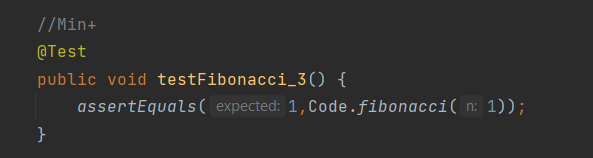 //Min+
@Test
public void testFibonacci_3() {
assertEquals( expected: 1,Code.fibonacci( n: 1));
}